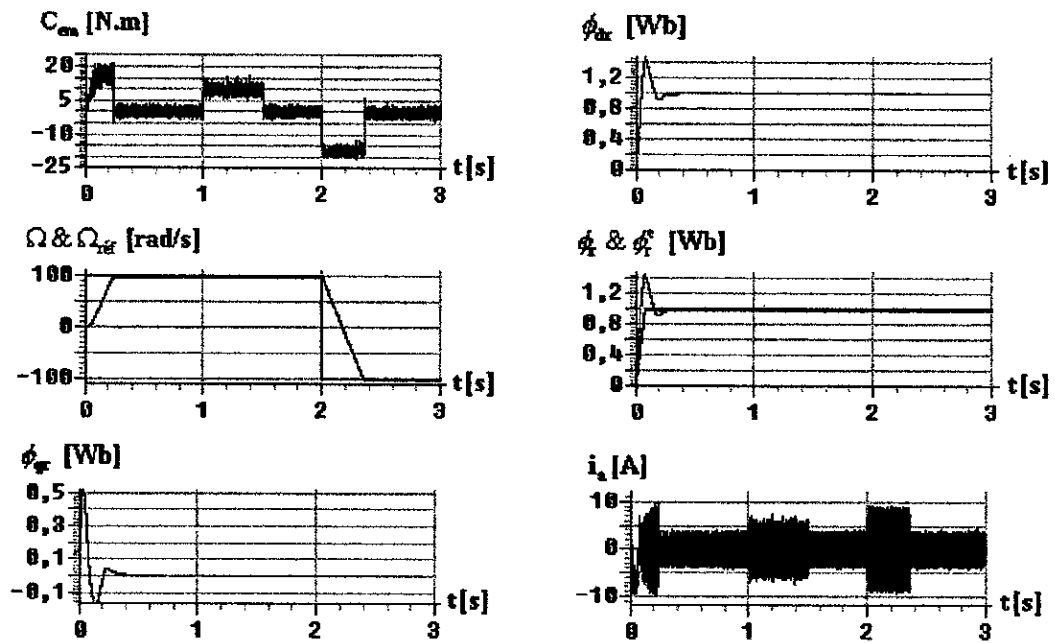 C_em [N.m]
20
5
-10
-25
0 1 2 3
t[s]
ϕ_dr [Wb]
1,2
0,8
0,4
0
0 1 2 3
t[s]
Ω & Ω_réf [rad/s]
100
0
-100
0 1 2 3
t[s]
ϕ_r & ϕ_r^* [Wb]
1,2
0,8
0,4
0
0 1 2 3
t[s]
ϕ_qr [Wb]
0,5
0,3
0,1
-0,1
0 1 2 3
t[s]
i_a [A]
10
0
-10
0 1 2 3
t[s]